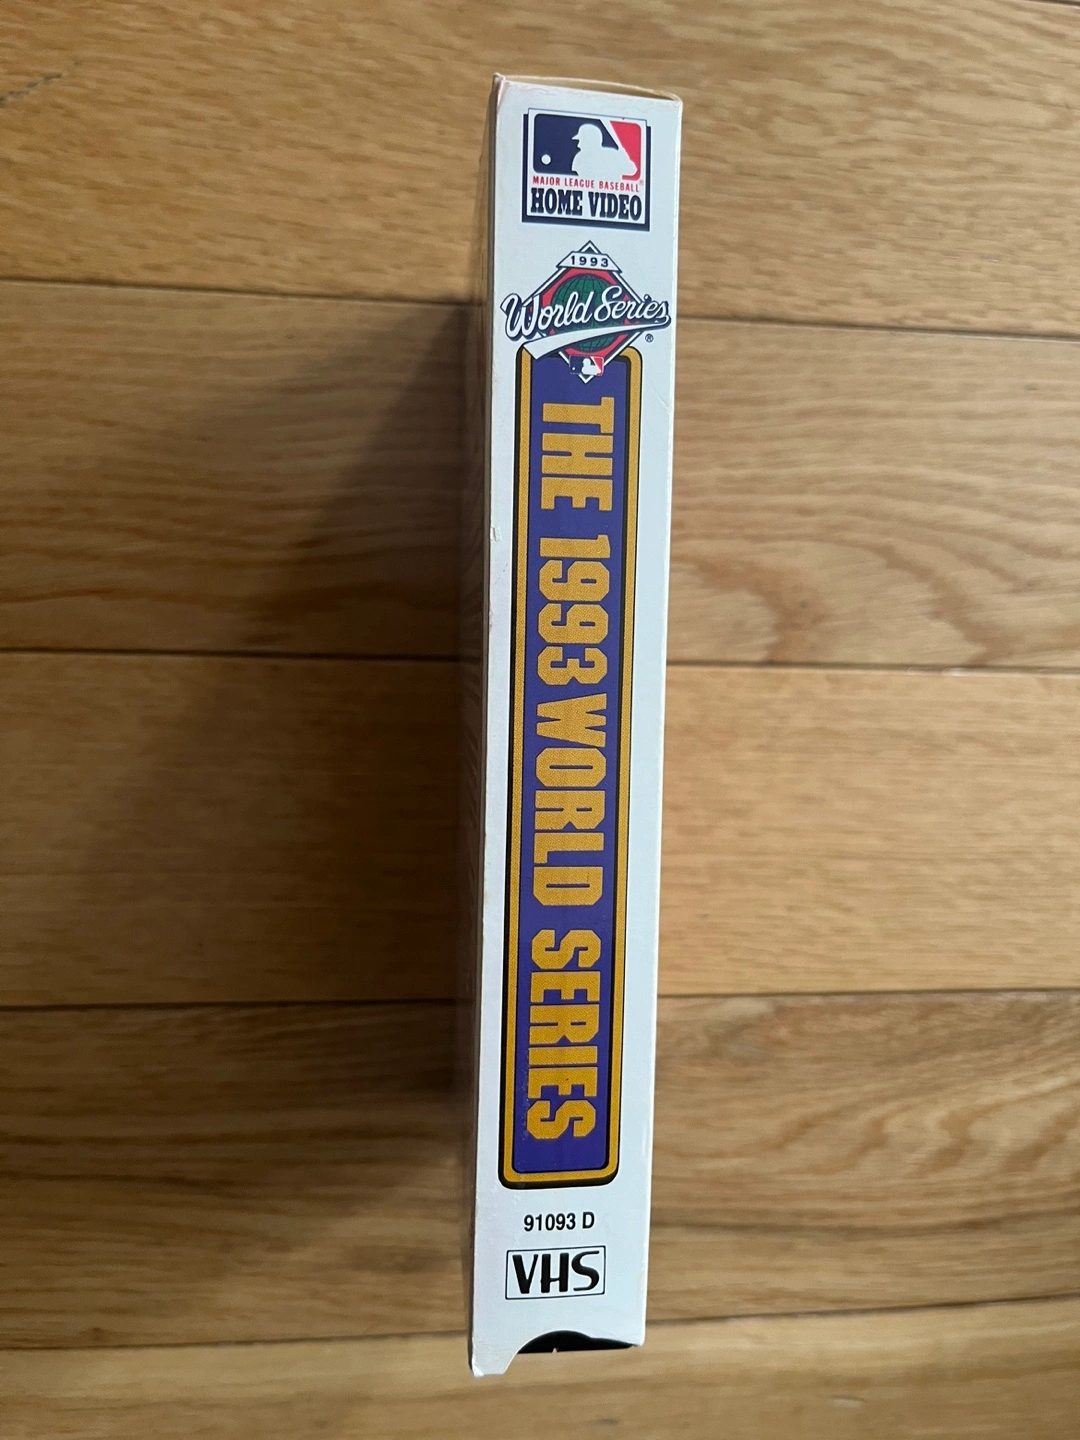 MAJOR LEAGUE BASEBALL®
HOME VIDEO
1993
World Series
®
THE 1993 WORLD SERIES
91093 D
VHS